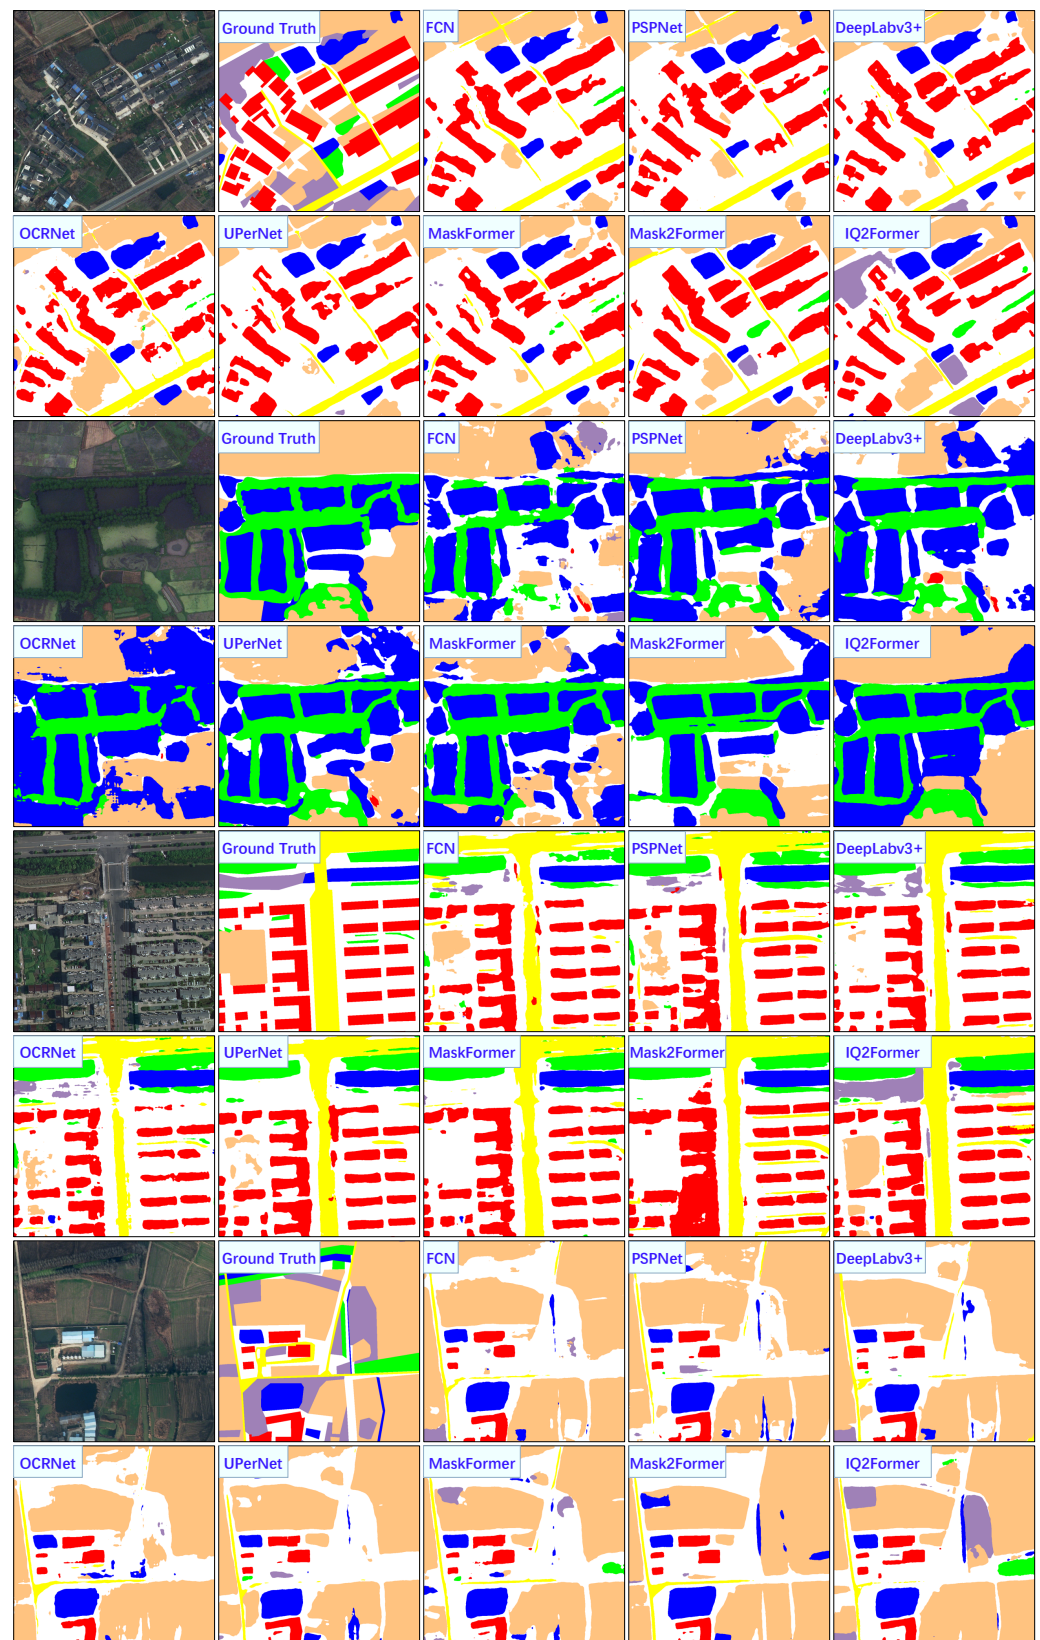 Ground Truth
FCN
PSPNet
DeepLabv3+
OCRNet
UPerNet
MaskFormer
Mask2Former
IQ2Former
Ground Truth
FCN
PSPNet
DeepLabv3+
OCRNet
UPerNet
MaskFormer
Mask2Former
IQ2Former
Ground Truth
FCN
PSPNet
DeepLabv3+
OCRNet
UPerNet
MaskFormer
Mask2Former
IQ2Former
Ground Truth
FCN
PSPNet
DeepLabv3+
OCRNet
UPerNet
MaskFormer
Mask2Former
IQ2Former